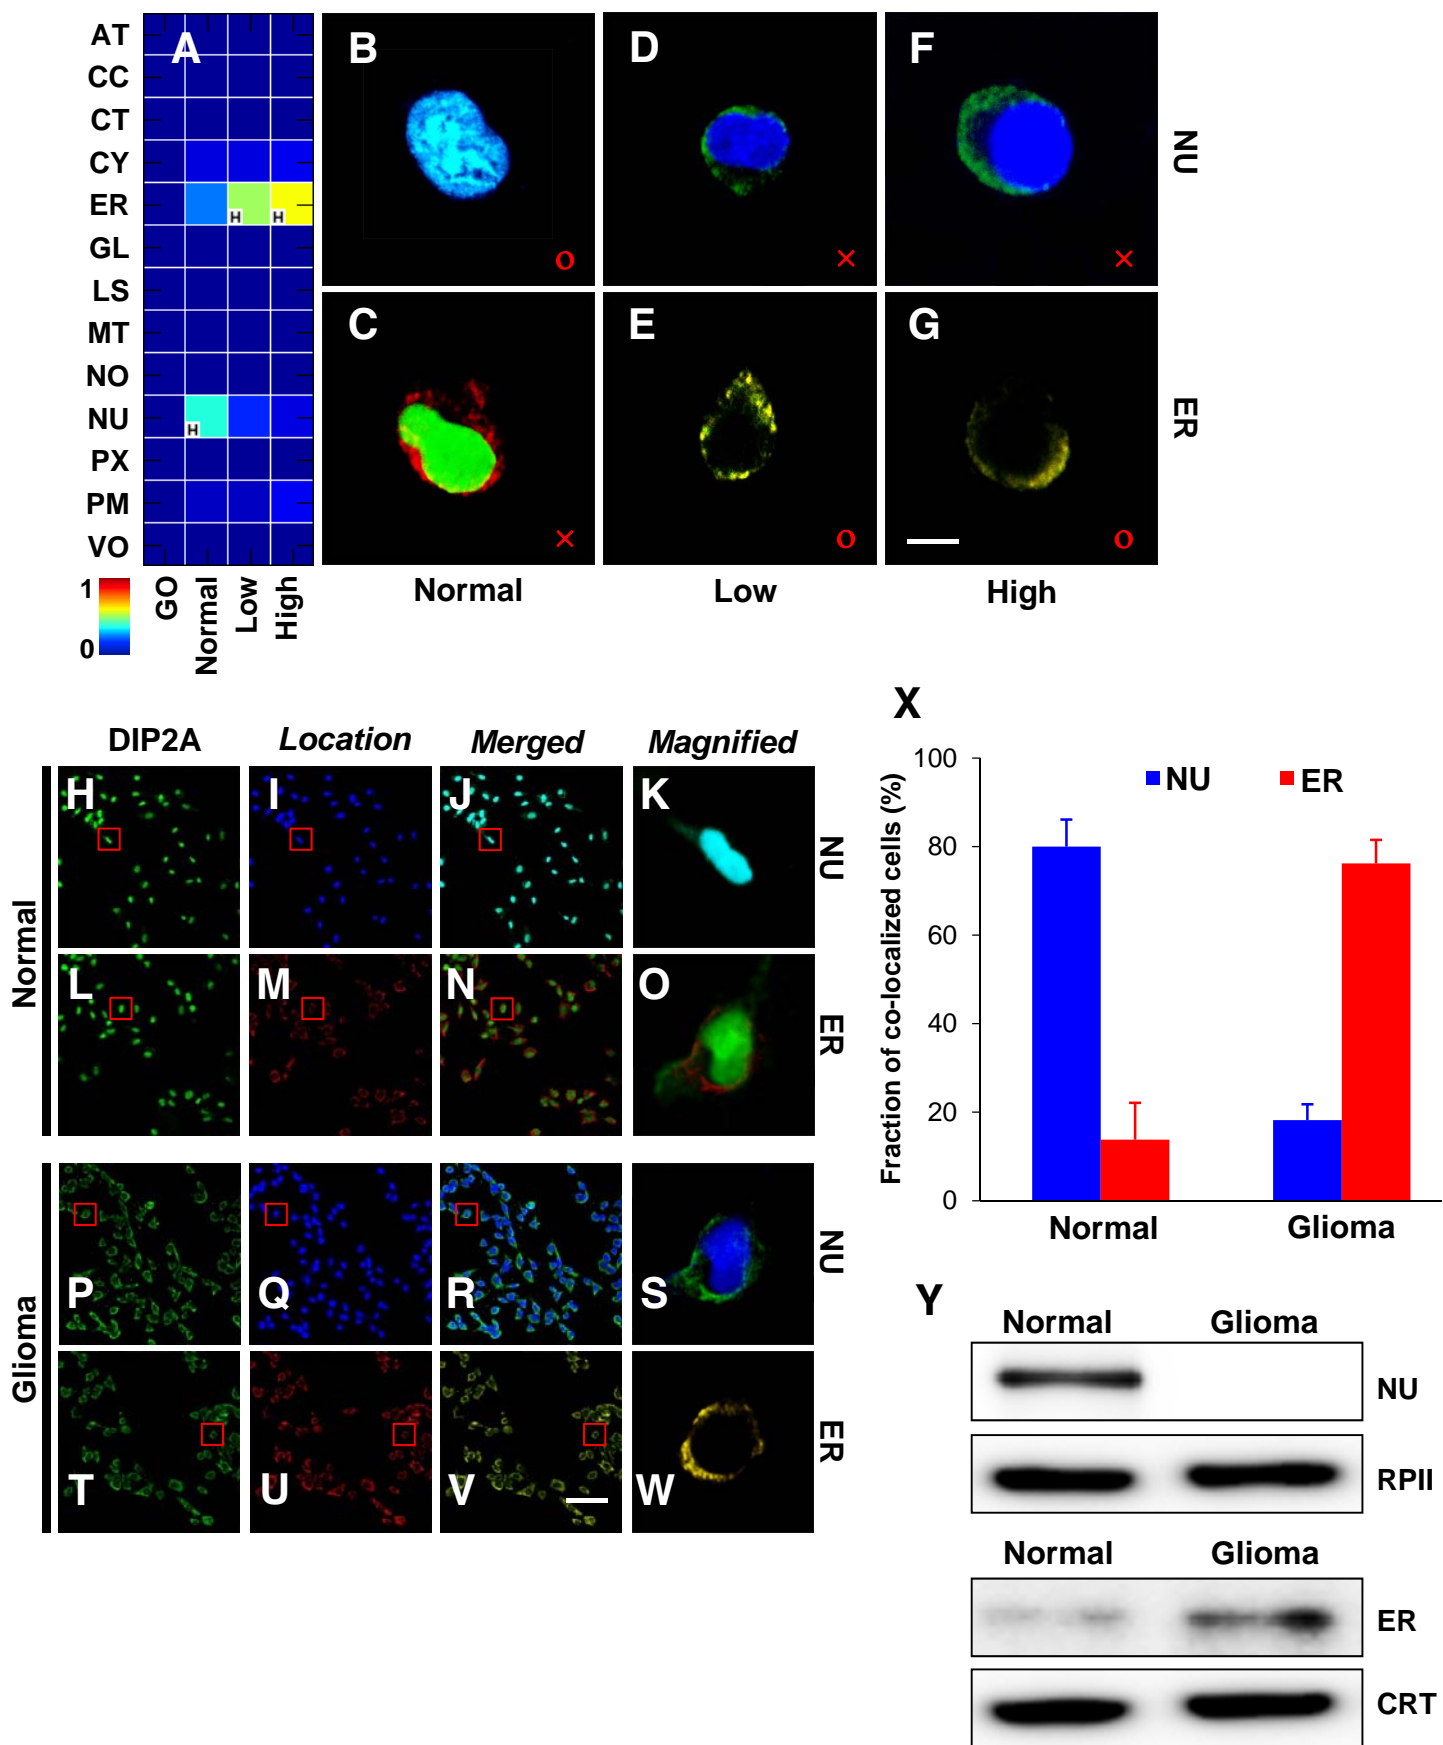 A
B
D
F
AT
CC
CT
CY
ER
GL
LS
MT
NO
NU
PX
PM
VO
H
H
H
1
0
GO
Normal
Low
High
o
×
×
NU
C
E
G
×
o
o
ER
Normal
Low
High
DIP2A
Location
Merged
Magnified
Normal
H
I
J
K
NU
L
M
N
O
ER
Glioma
P
Q
R
S
NU
T
U
V
W
ER
X
Fraction of co-localized cells (%)
100
80
60
40
20
0
NU
ER
Normal
Glioma
Y
Normal
Glioma
NU
RPII
Normal
Glioma
ER
CRT